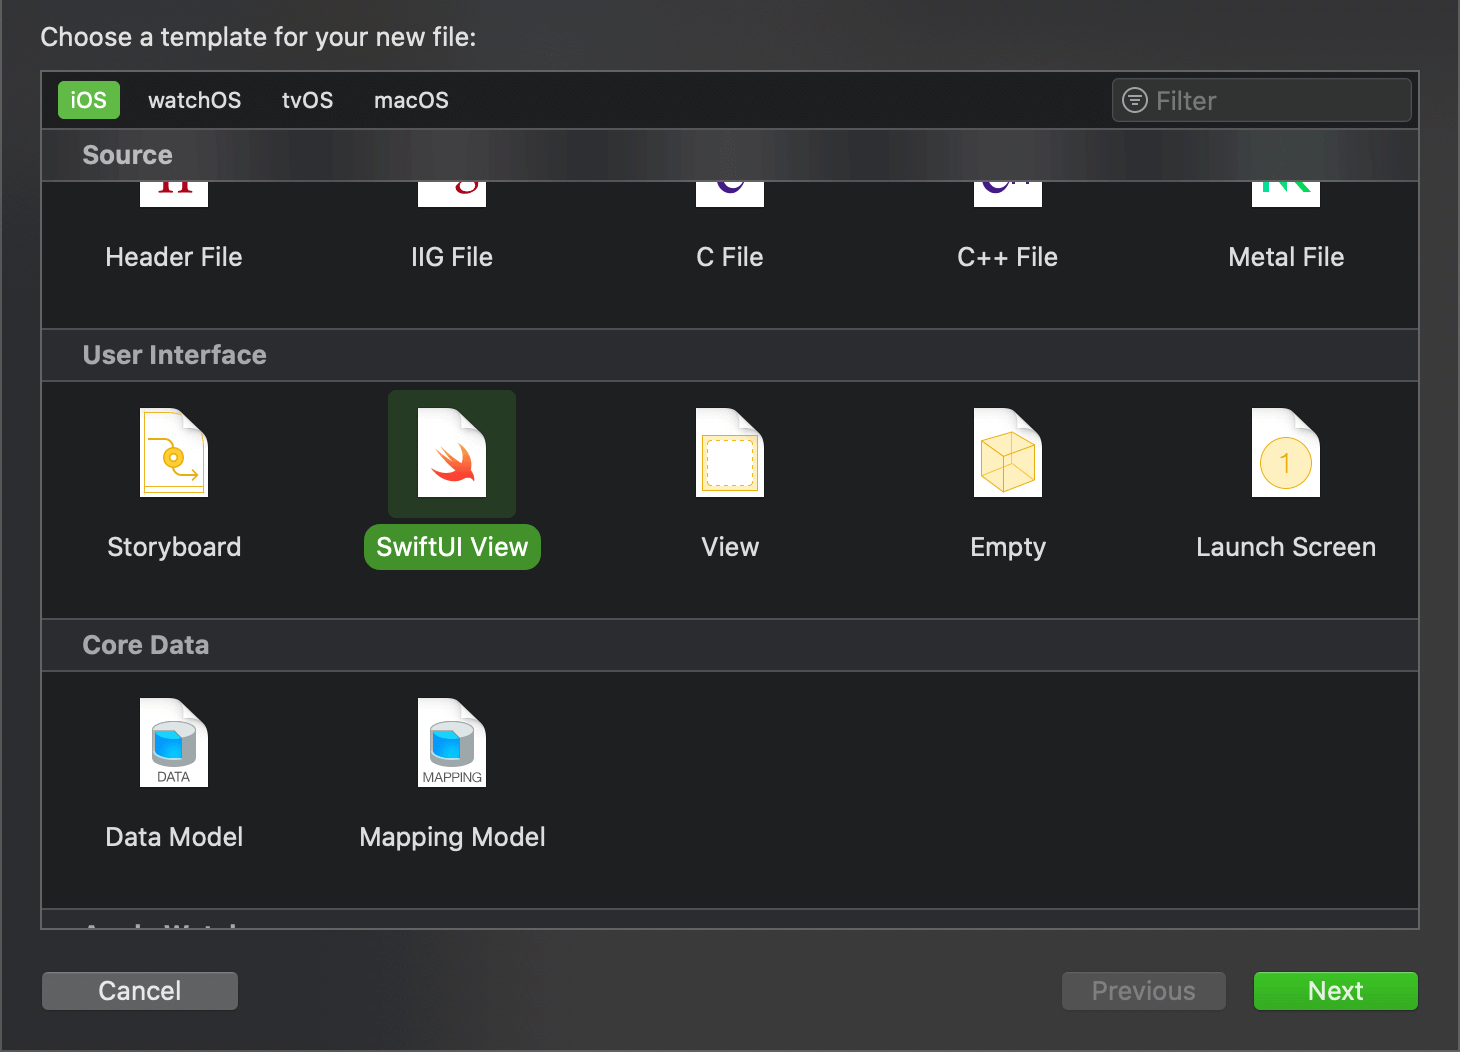 Choose a template for your new file:
iOS watchOS tvOS macOS Filter
Source
Header File IIG File C File C++ File Metal File
User Interface
1
Storyboard SwiftUI View View Empty Launch Screen
Core Data
DATA MAPPING
Data Model Mapping Model
Cancel Previous Next